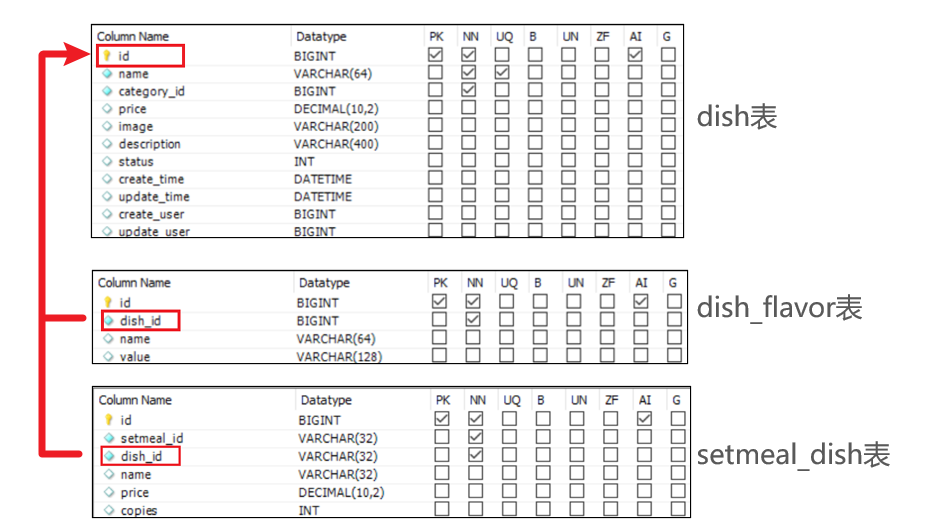 Column Name Datatype PK NN UQ B UN ZF AI G
id BIGINT
name VARCHAR(64)
category_id BIGINT
price DECIMAL(10,2)
image VARCHAR(200)
description VARCHAR(400)
status INT
create_time DATETIME
update_time DATETIME
create_user BIGINT
update_user BIGINT
dish表
Column Name Datatype PK NN UQ B UN ZF AI G
id BIGINT
dish_id BIGINT
name VARCHAR(64)
value VARCHAR(128)
dish_flavor表
Column Name Datatype PK NN UQ B UN ZF AI G
id BIGINT
setmeal_id VARCHAR(32)
dish_id VARCHAR(32)
name VARCHAR(32)
price DECIMAL(10,2)
copies INT
setmeal_dish表